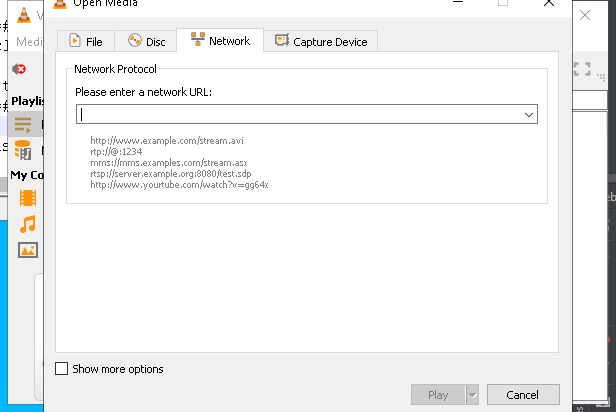 Open Media
Medi
File
Disc
Network
Capture Device
Network Protocol
Please enter a network URL:
Playlis
http://www.example.com/stream.avi
rtp://@:1234
mms://mms.examples.com/stream.asx
rtsp://server.example.org:8080/test.sdp
http://www.yourtube.com/watch?v=gg64x
My Co
Show more options
Play
Cancel